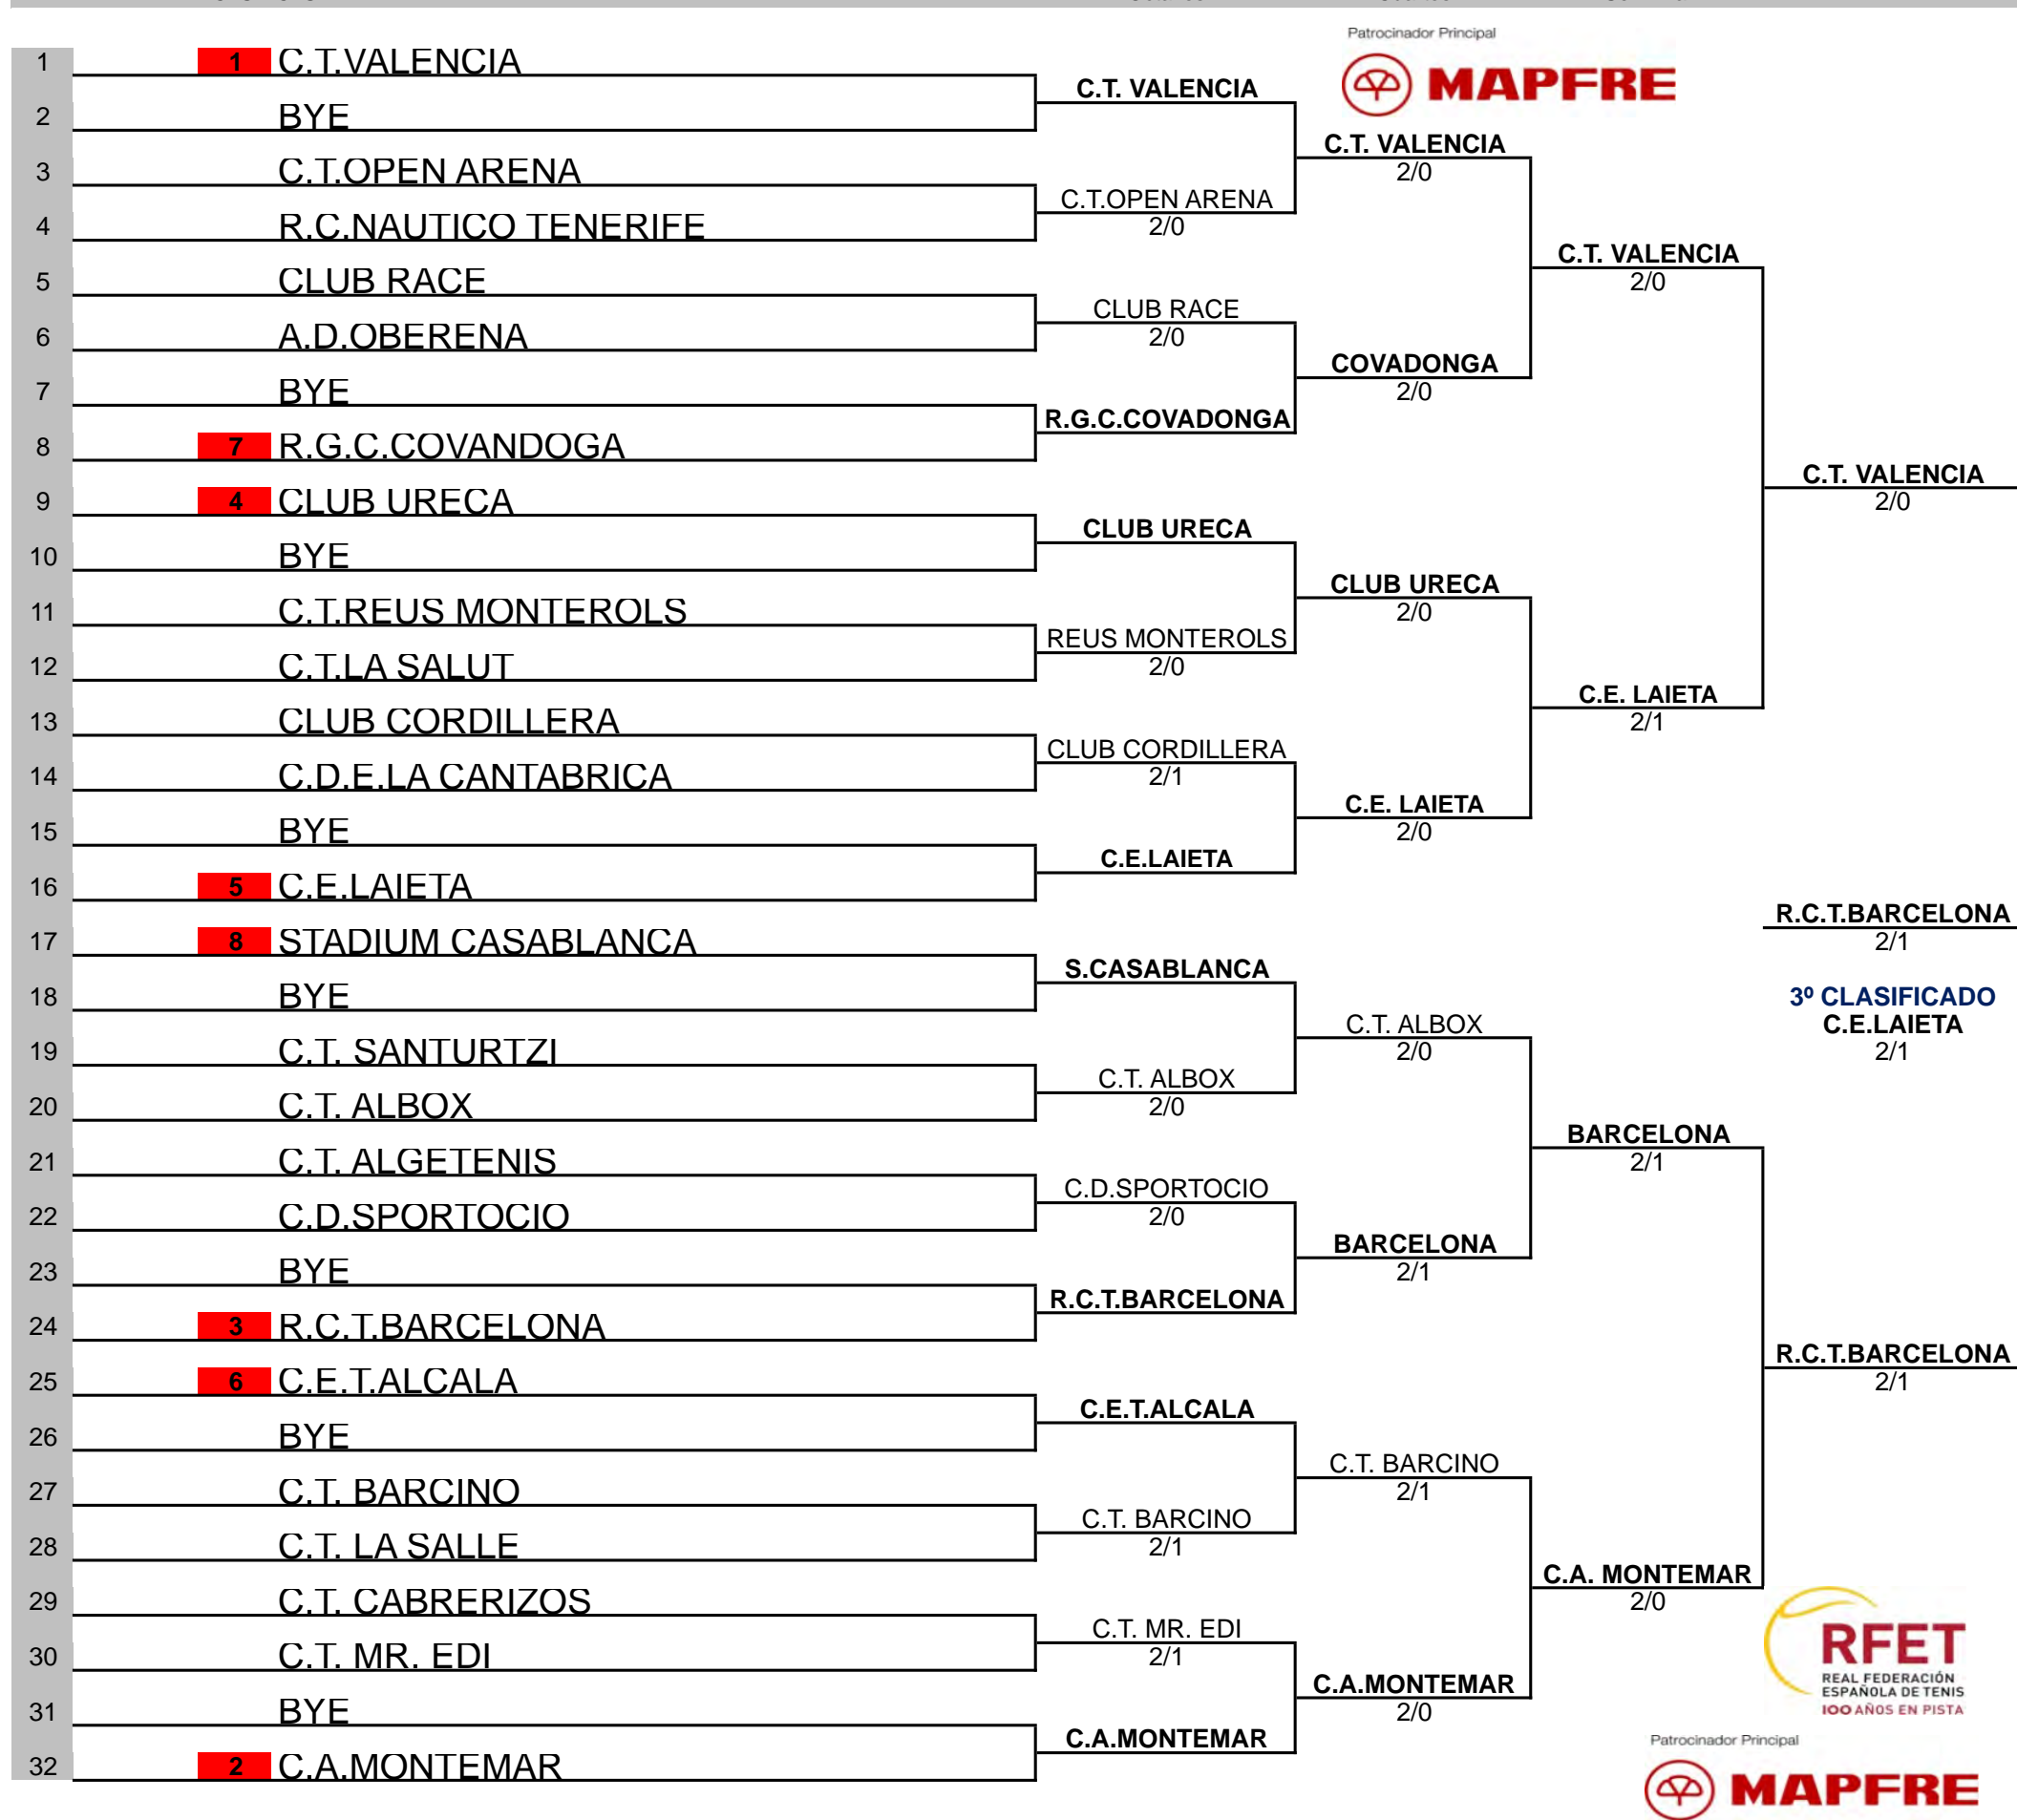 Patrocinador Principal
MAPFRE
1 1 C.T.VALENCIA
C.T. VALENCIA
2 BYE
C.T. VALENCIA
2/0
3 C.T.OPEN ARENA
C.T.OPEN ARENA
2/0
4 R.C.NAUTICO TENERIFE
C.T. VALENCIA
2/0
5 CLUB RACE
CLUB RACE
2/0
6 A.D.OBERENA
COVADONGA
2/0
7 BYE
R.G.C.COVADONGA
8 7 R.G.C.COVANDOGA
C.T. VALENCIA
2/0
9 4 CLUB URECA
CLUB URECA
10 BYE
CLUB URECA
2/0
11 C.T.REUS MONTEROLS
REUS MONTEROLS
2/0
12 C.T.LA SALUT
C.E. LAIETA
2/1
13 CLUB CORDILLERA
CLUB CORDILLERA
2/1
14 C.D.E.LA CANTABRICA
C.E. LAIETA
2/0
15 BYE
C.E.LAIETA
16 5 C.E.LAIETA
R.C.T.BARCELONA
2/1
17 8 STADIUM CASABLANCA
S.CASABLANCA
18 BYE
3º CLASIFICADO
C.E.LAIETA
2/1
C.T. ALBOX
2/0
19 C.T. SANTURTZI
C.T. ALBOX
2/0
20 C.T. ALBOX
BARCELONA
2/1
21 C.T. ALGETENIS
C.D.SPORTOCIO
2/0
22 C.D.SPORTOCIO
BARCELONA
2/1
23 BYE
R.C.T.BARCELONA
24 3 R.C.T.BARCELONA
R.C.T.BARCELONA
2/1
25 6 C.E.T.ALCALA
C.E.T.ALCALA
26 BYE
C.T. BARCINO
2/1
27 C.T. BARCINO
C.T. BARCINO
2/1
28 C.T. LA SALLE
C.A. MONTEMAR
2/0
29 C.T. CABRERIZOS
C.T. MR. EDI
2/1
30 C.T. MR. EDI
C.A.MONTEMAR
2/0
31 BYE
C.A.MONTEMAR
32 2 C.A.MONTEMAR
RFET
REAL FEDERACIÓN
ESPAÑOLA DE TENIS
100 AÑOS EN PISTA
Patrocinador Principal
MAPFRE